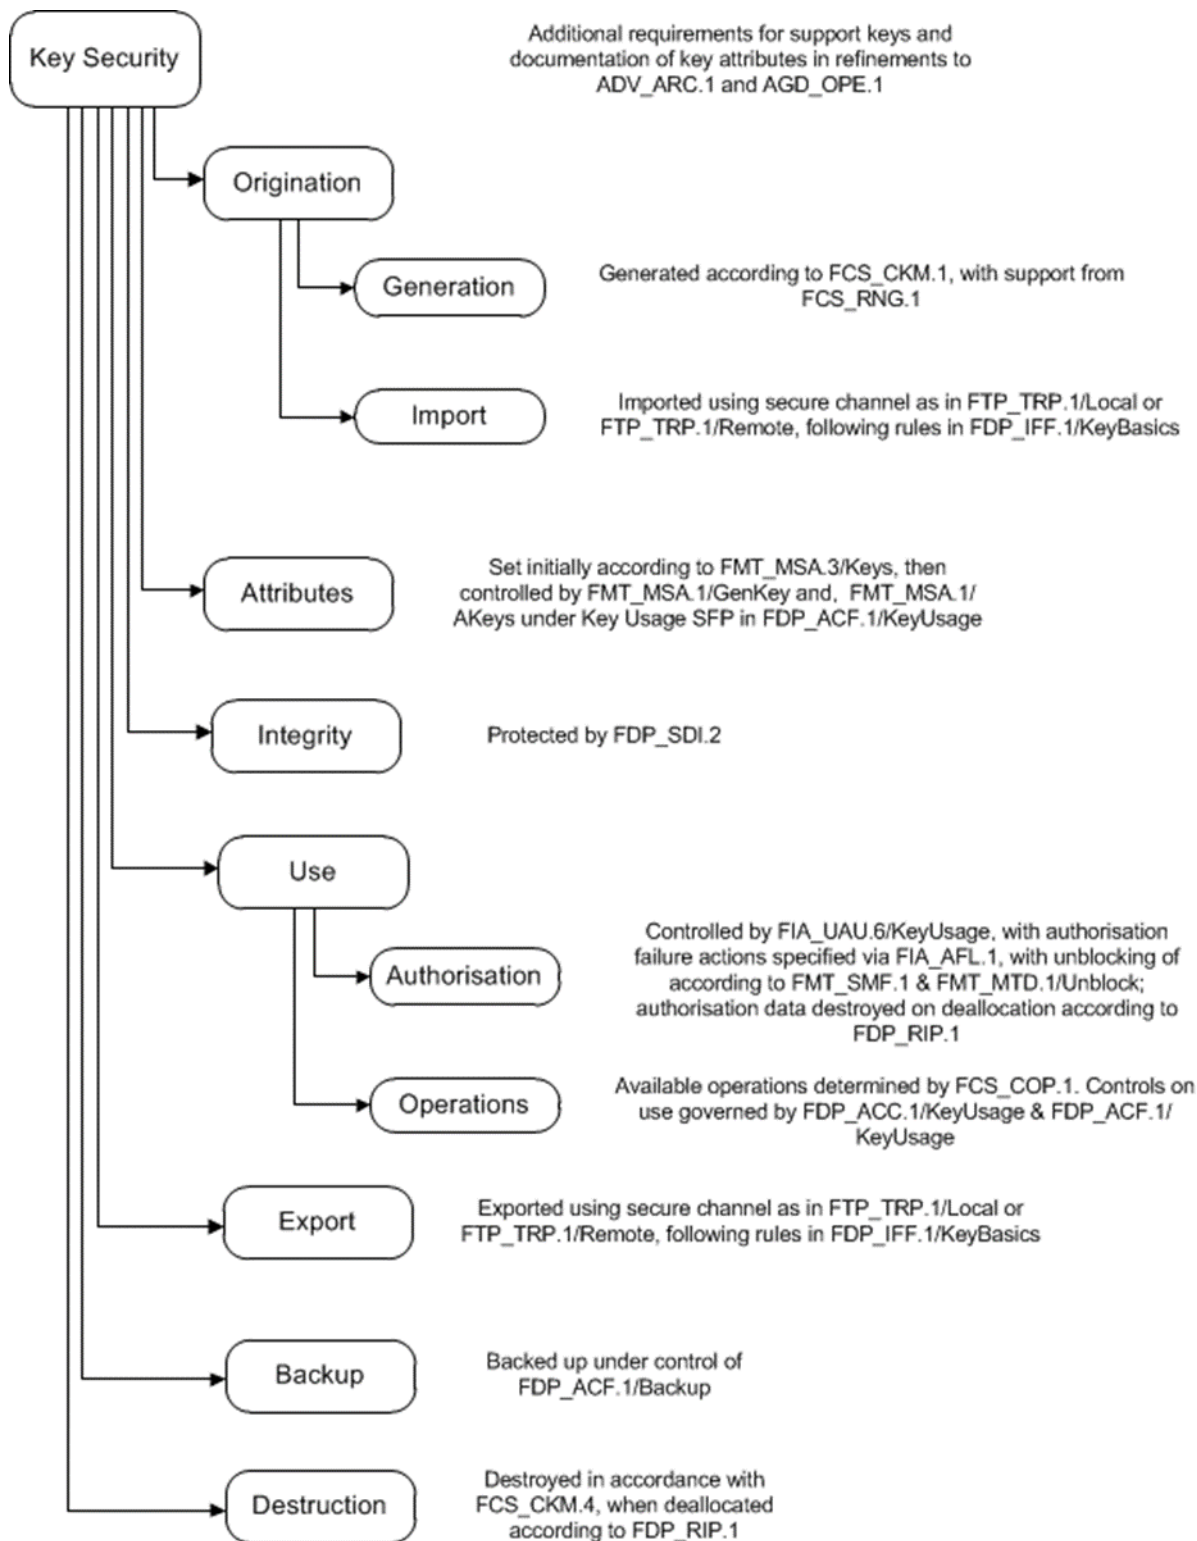 Key Security
Additional requirements for support keys and
documentation of key attributes in refinements to
ADV_ARC.1 and AGD_OPE.1
Origination
Generation
Generated according to FCS_CKM.1, with support from
FCS_RNG.1
Import
Imported using secure channel as in FTP_TRP.1/Local or
FTP_TRP.1/Remote, following rules in FDP_IFF.1/KeyBasics
Attributes
Set initially according to FMT_MSA.3/Keys, then
controlled by FMT_MSA.1/GenKey and, FMT_MSA.1/
AKeys under Key Usage SFP in FDP_ACF.1/KeyUsage
Integrity
Protected by FDP_SDI.2
Use
Authorisation
Controlled by FIA_UAU.6/KeyUsage, with authorisation
failure actions specified via FIA_AFL.1, with unblocking of
according to FMT_SMF.1 & FMT_MTD.1/Unblock;
authorisation data destroyed on deallocation according to
FDP_RIP.1
Operations
Available operations determined by FCS_COP.1. Controls on
use governed by FDP_ACC.1/KeyUsage & FDP_ACF.1/
KeyUsage
Export
Exported using secure channel as in FTP_TRP.1/Local or
FTP_TRP.1/Remote, following rules in FDP_IFF.1/KeyBasics
Backup
Backed up under control of
FDP_ACF.1/Backup
Destruction
Destroyed in accordance with
FCS_CKM.4, when deallocated
according to FDP_RIP.1